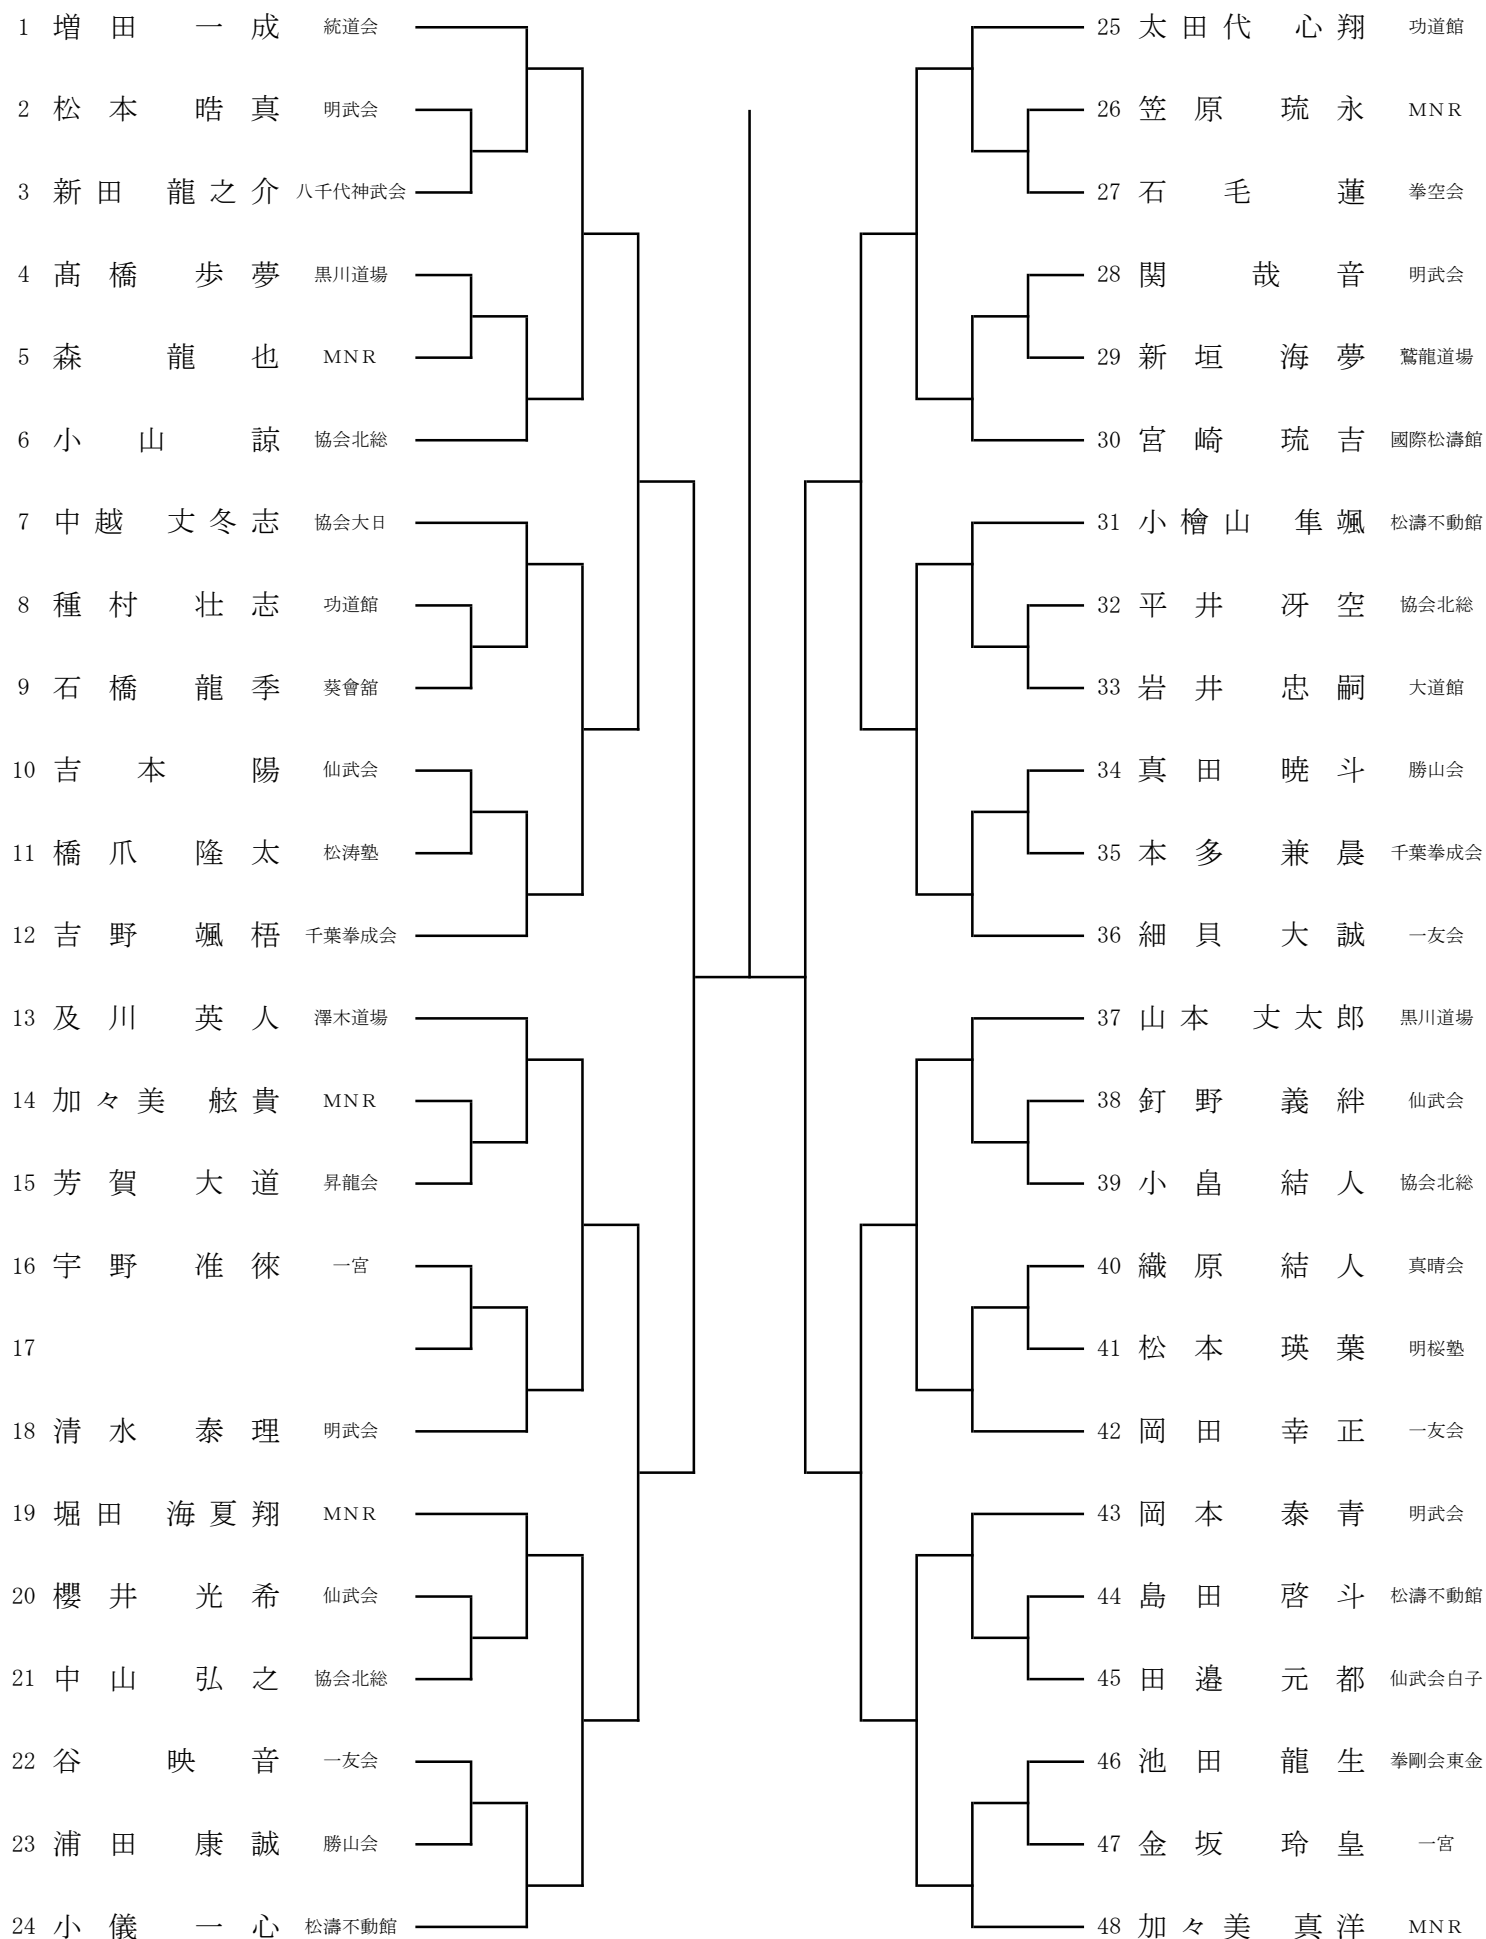 1 増田 一成 統道会
2 松本 晧真 明武会
3 新田 龍之介 八千代神武会
4 髙橋 歩夢 黒川道場
5 森 龍也 MNR
6 小山 諒 協会北総
7 中越 丈冬志 協会大日
8 種村 壮志 功道館
9 石橋 龍季 葵會舘
10 吉本 陽 仙武会
11 橋爪 隆太 松涛塾
12 吉野 颯梧 千葉拳成会
13 及川 英人 澤木道場
14 加々美 舷貴 MNR
15 芳賀 大道 昇龍会
16 宇野 准徠 一宮
17
18 清水 泰理 明武会
19 堀田 海夏翔 MNR
20 櫻井 光希 仙武会
21 中山 弘之 協会北総
22 谷 映音 一友会
23 浦田 康誠 勝山会
24 小儀 一心 松濤不動館
25 太田代 心翔 功道館
26 笠原 琉永 MNR
27 石毛 蓮 拳空会
28 関 哉音 明武会
29 新垣 海夢 鷲龍道場
30 宮崎 琉吉 國際松濤館
31 小檜山 隼颯 松濤不動館
32 平井 冴空 協会北総
33 岩井 忠嗣 大道館
34 真田 暁斗 勝山会
35 本多 兼晨 千葉拳成会
36 細貝 大誠 一友会
37 山本 丈太郎 黒川道場
38 釘野 義絆 仙武会
39 小畠 結人 協会北総
40 織原 結人 真晴会
41 松本 瑛葉 明桜塾
42 岡田 幸正 一友会
43 岡本 泰青 明武会
44 島田 啓斗 松濤不動館
45 田邉 元都 仙武会白子
46 池田 龍生 拳剛会東金
47 金坂 玲皇 一宮
48 加々美 真洋 MNR